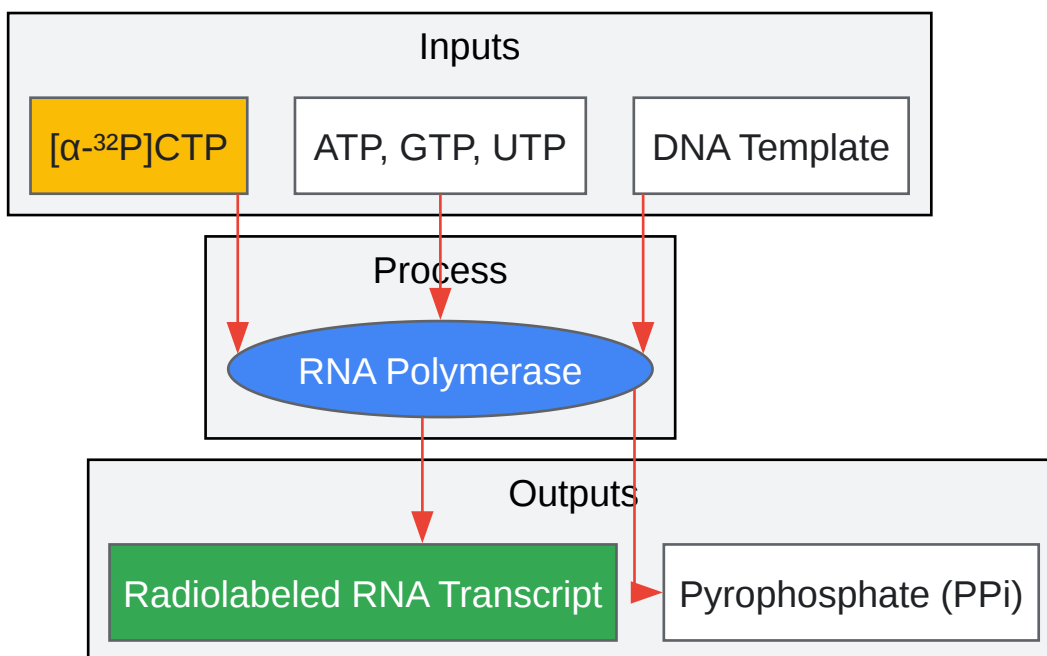 Inputs
[α-³²P]CTP
ATP, GTP, UTP
DNA Template
Process
RNA Polymerase
Outputs
Radiolabeled RNA Transcript
Pyrophosphate (PPi)